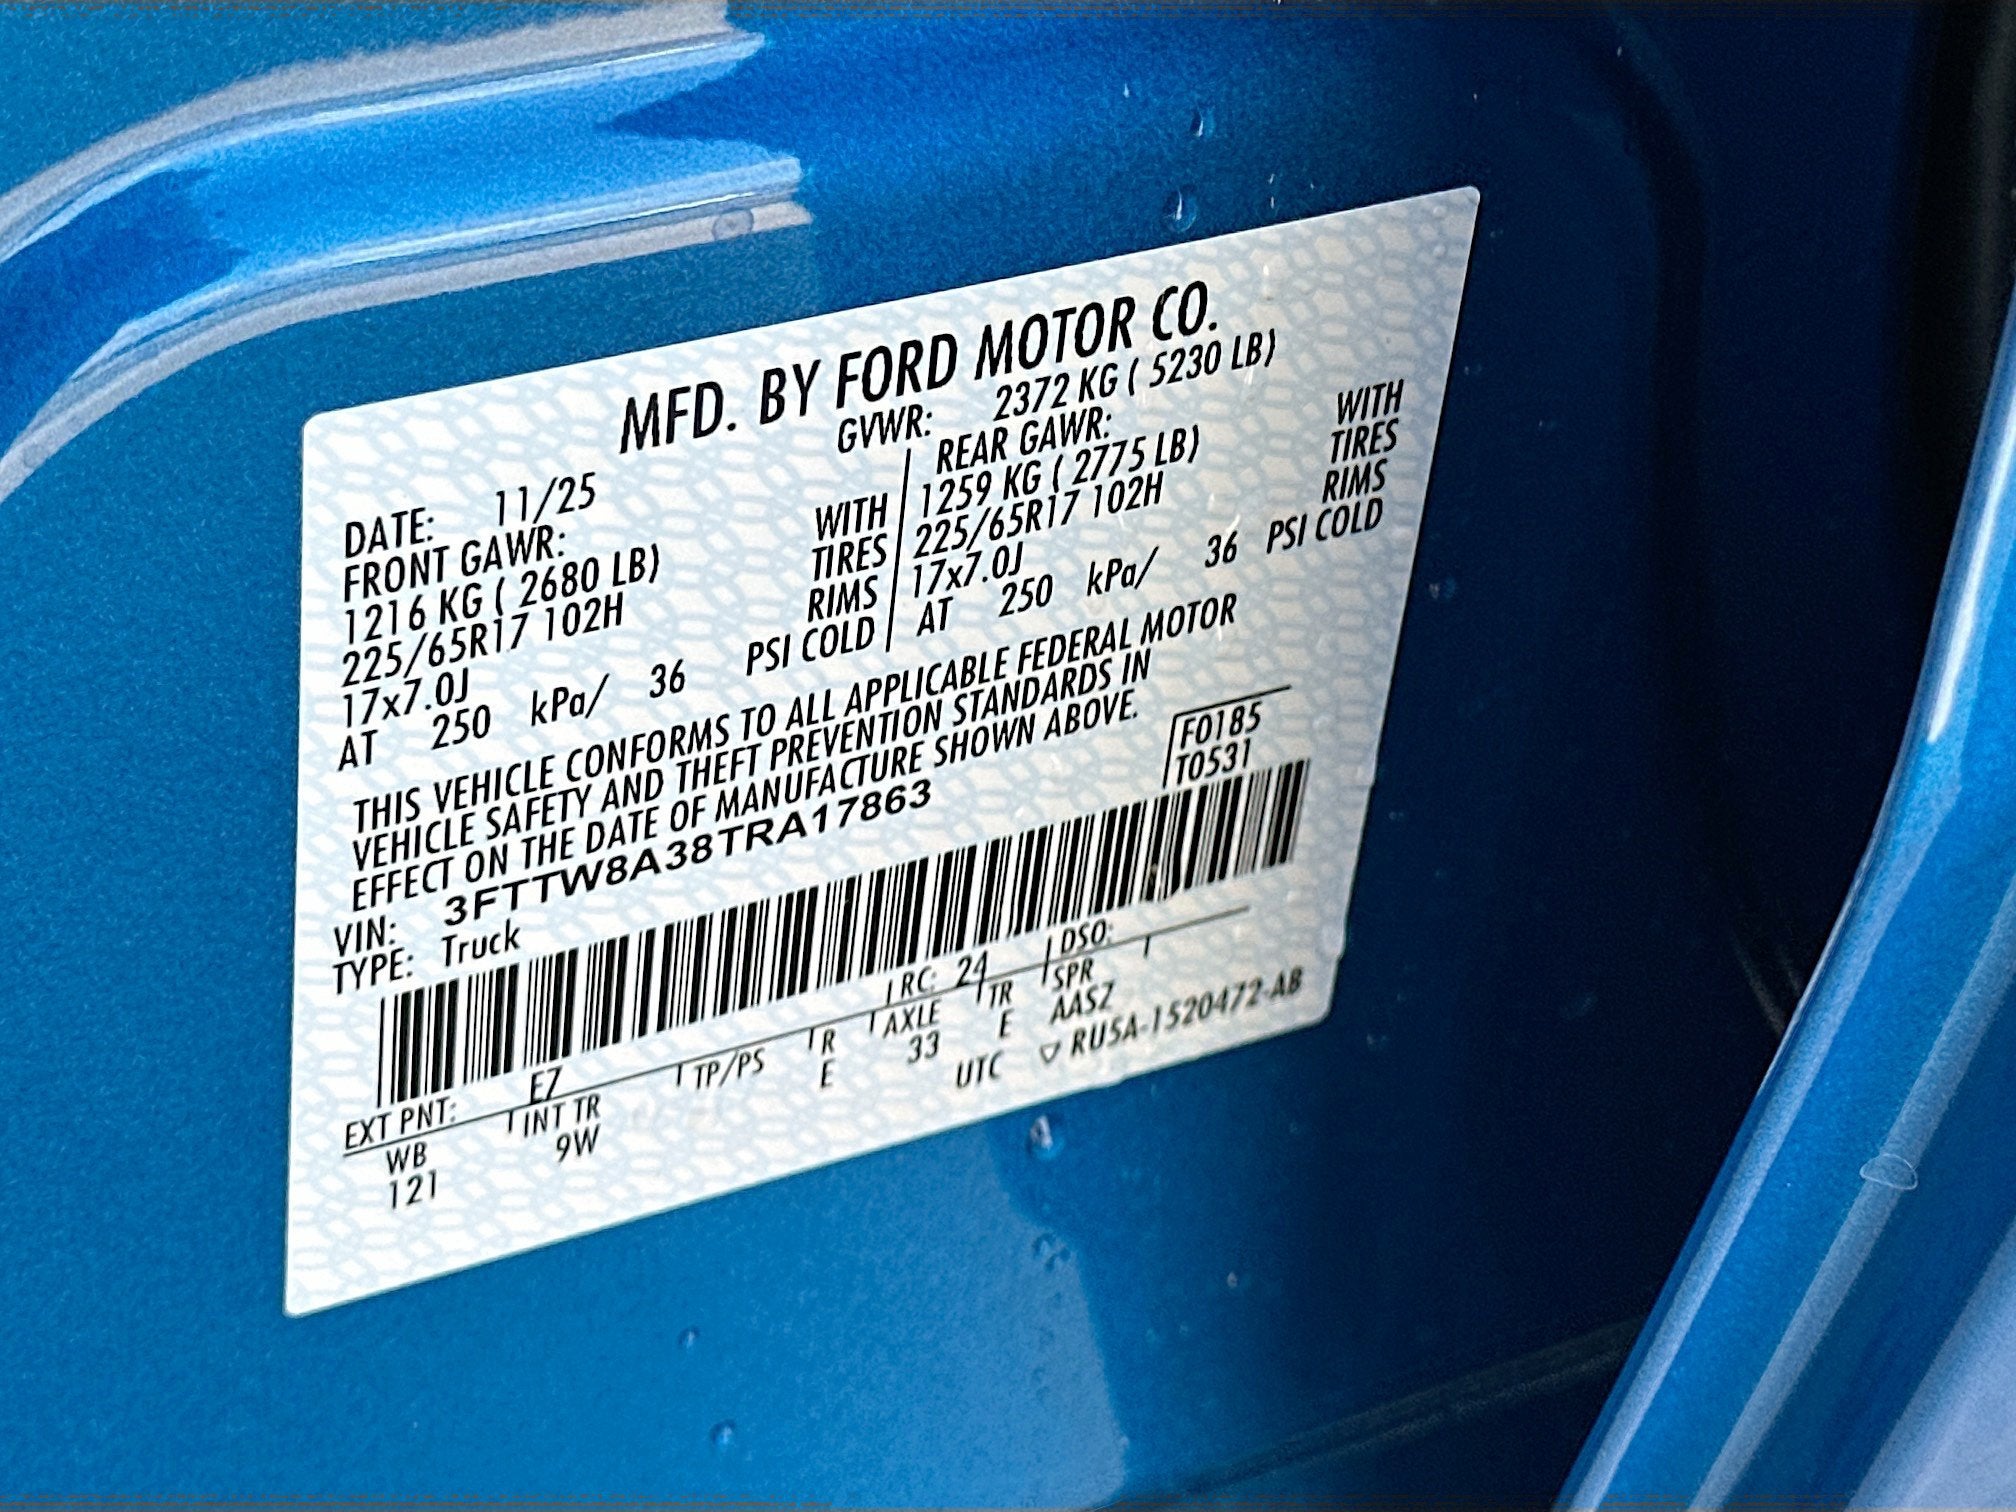 MFD. BY FORD MOTOR CO.
DATE: 11/25 GVWR: 2372 KG ( 5230 LB)
FRONT GAWR: REAR GAWR:
1216 KG ( 2680 LB) WITH 1259 KG ( 2775 LB) WITH
225/65R17 102H TIRES 225/65R17 102H TIRES
17x7.0J RIMS 17x7.0J RIMS
AT 250 kPa/ 36 PSI COLD AT 250 kPa/ 36 PSI COLD
THIS VEHICLE CONFORMS TO ALL APPLICABLE FEDERAL MOTOR
VEHICLE SAFETY AND THEFT PREVENTION STANDARDS IN
EFFECT ON THE DATE OF MANUFACTURE SHOWN ABOVE.
VIN: 3FTTW8A38TRA17863 F0185
TYPE: Truck T0531
EXT PNT: E7 RC: 24 DSO:
WB INT TR TP/PS R AXLE TR SPR
121 9W E 33 E AASZ
UTC ▽ RU5A-1520472-AB